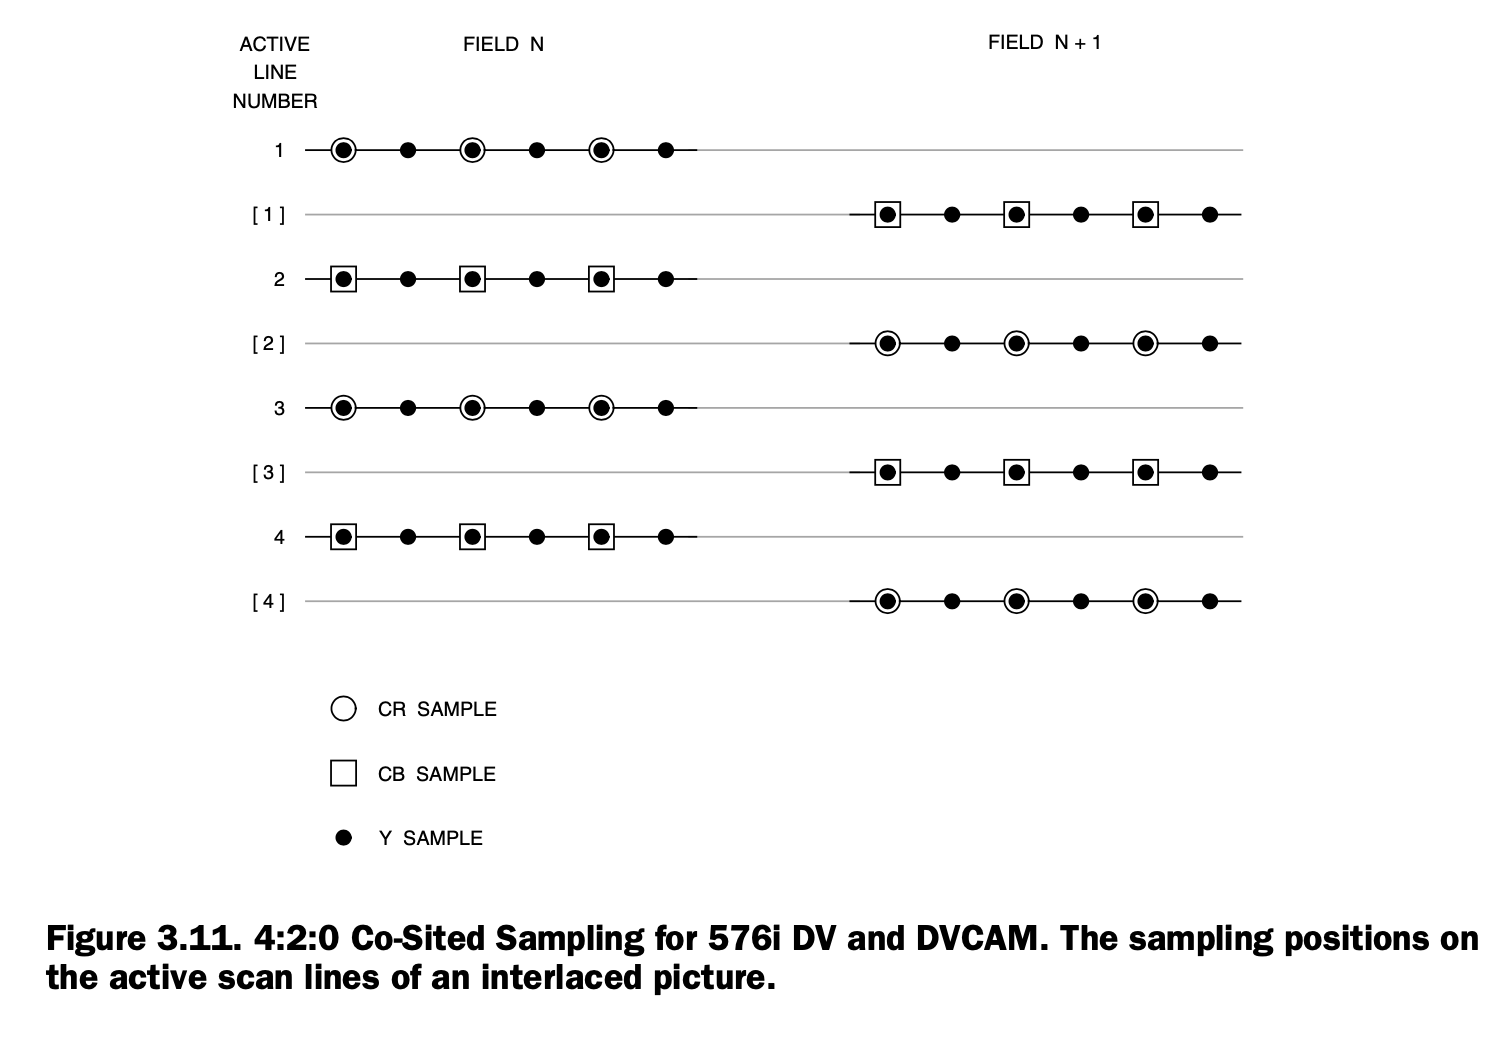 ACTIVE
LINE
NUMBER
FIELD N
FIELD N + 1
1
[ 1 ]
2
[ 2 ]
3
[ 3 ]
4
[ 4 ]
CR SAMPLE
CB SAMPLE
Y SAMPLE
Figure 3.11. 4:2:0 Co-Sited Sampling for 576i DV and DVCAM. The sampling positions on
the active scan lines of an interlaced picture.